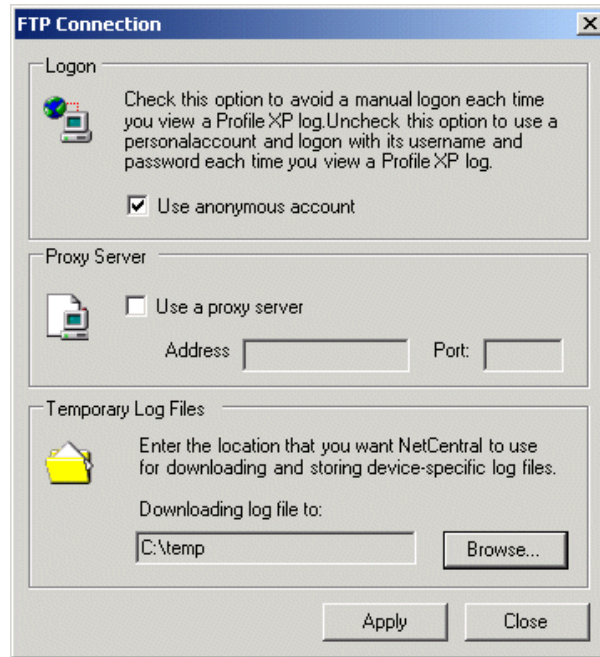 FTP Connection
Logon
Check this option to avoid a manual logon each time
you view a Profile XP log.Uncheck this option to use a
personalaccount and logon with its username and
password each time you view a Profile XP log.
Use anonymous account
Proxy Server
Use a proxy server
Address Port:
Temporary Log Files
Enter the location that you want NetCentral to use
for downloading and storing device-specific log files.
Downloading log file to:
C:\temp Browse...
Apply Close